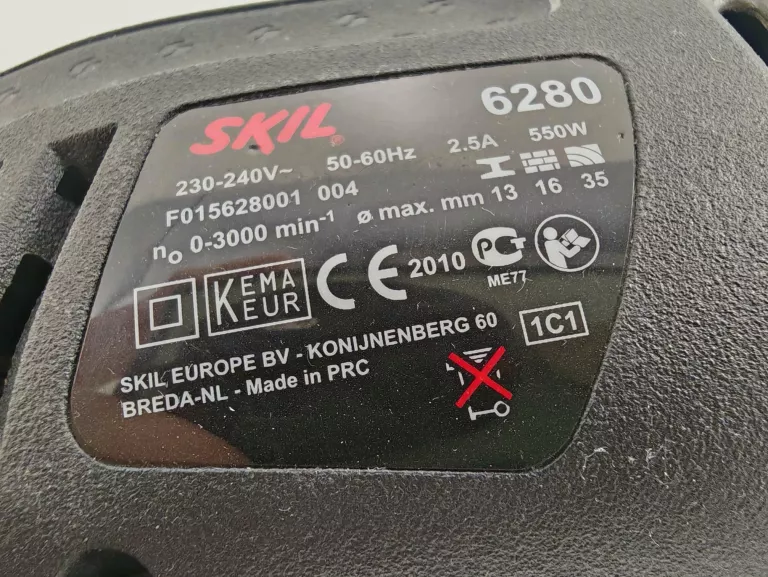 SKIL® 6280
230-240V~ 50-60Hz 2.5A 550W
F015628001 004
n₀ 0-3000 min⁻¹ ø max. mm 13 16 35
KEMA
EUR
CE 2010
PCT
ME77
SKIL EUROPE BV - KONIJNENBERG 60
BREDA-NL - Made in PRC
1C1